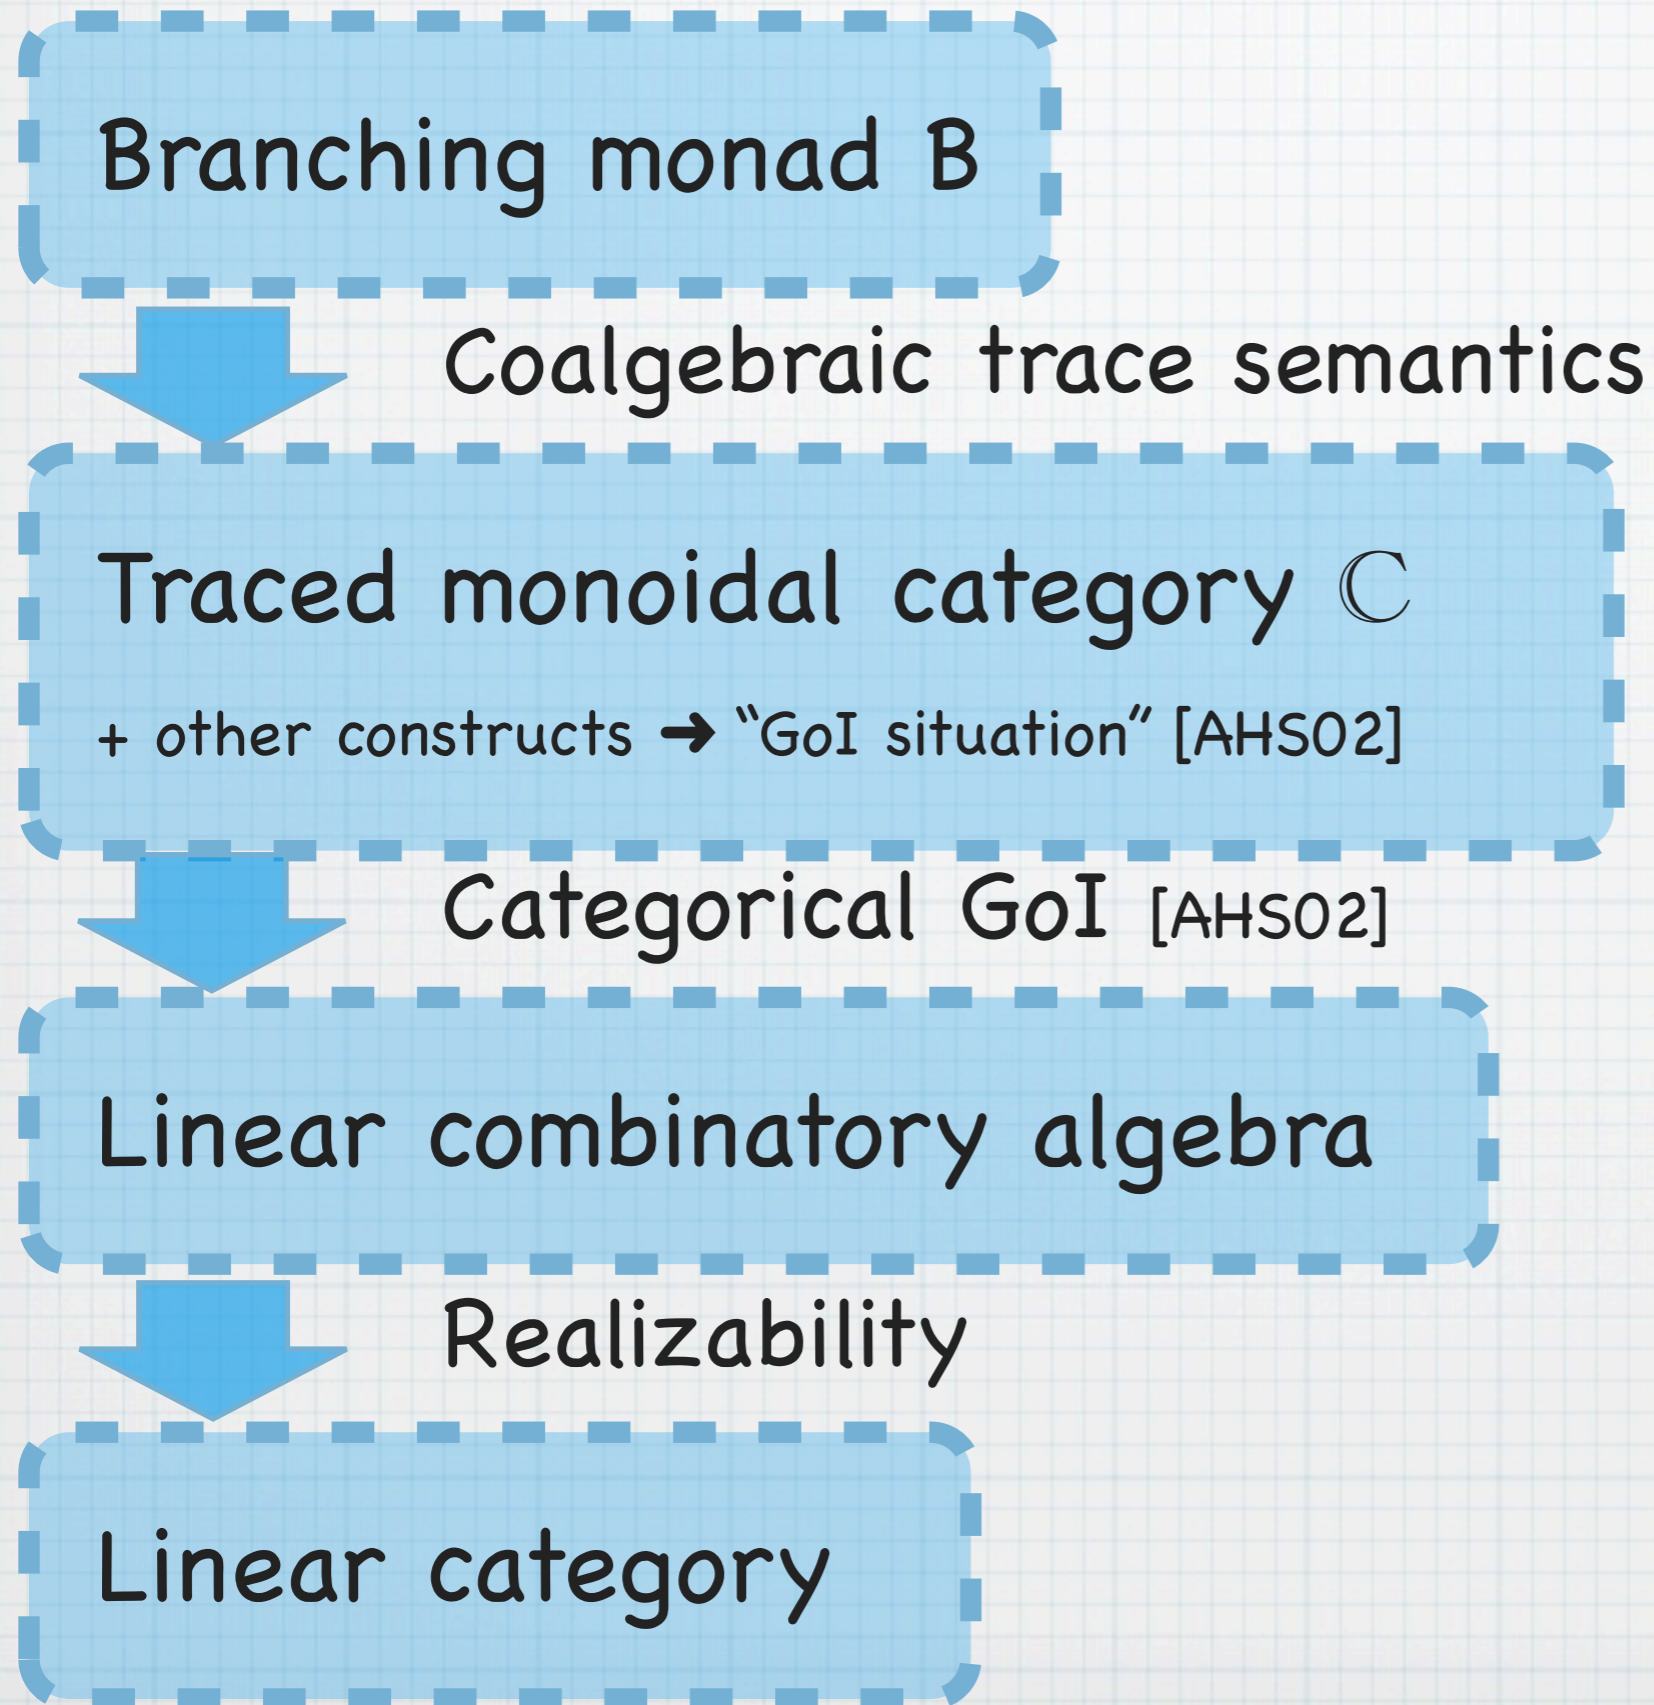 Branching monad B
Coalgebraic trace semantics
Traced monoidal category ℂ
+ other constructs ➜ “GoI situation” [AHS02]
Categorical GoI [AHS02]
Linear combinatory algebra
Realizability
Linear category